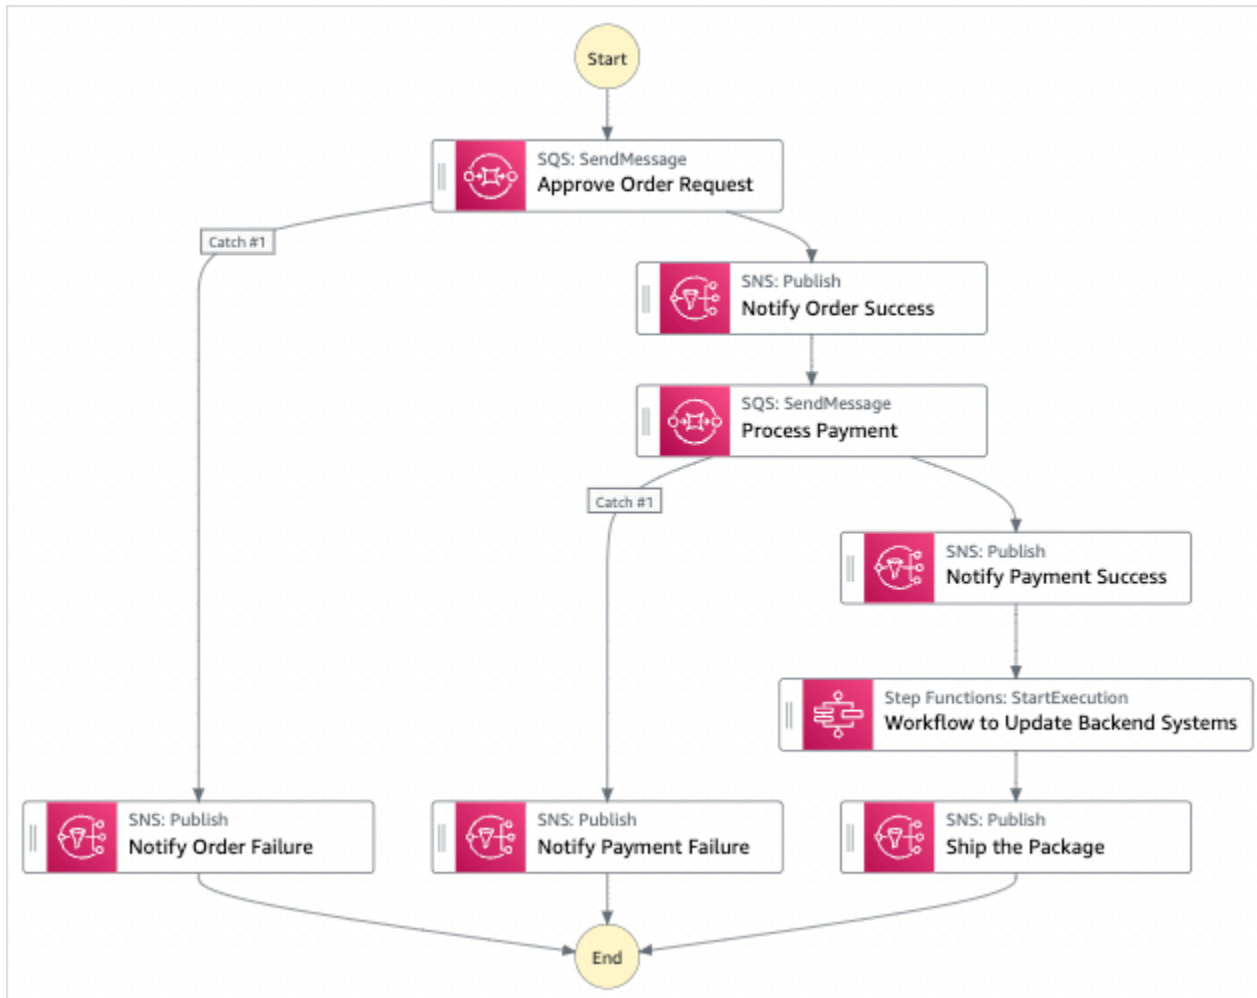 Start
SQS: SendMessage
Approve Order Request
Catch #1
SNS: Publish
Notify Order Success
SQS: SendMessage
Process Payment
Catch #1
SNS: Publish
Notify Payment Success
Step Functions: StartExecution
Workflow to Update Backend Systems
SNS: Publish
Notify Order Failure
SNS: Publish
Notify Payment Failure
SNS: Publish
Ship the Package
End